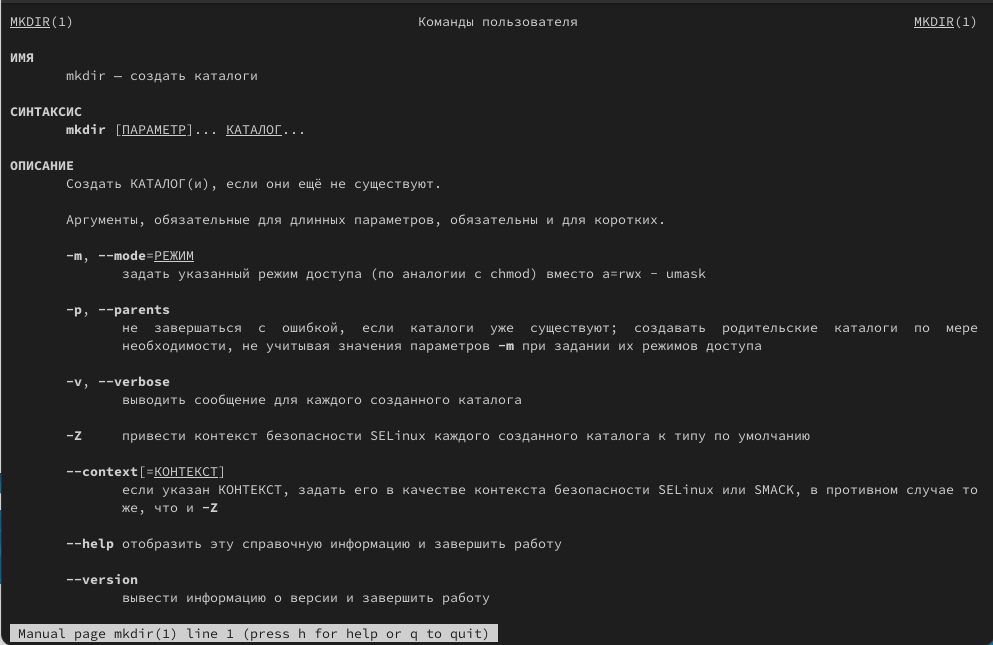 MKDIR(1) Команды пользователя MKDIR(1)
ИМЯ
mkdir – создать каталоги
СИНТАКСИС
mkdir [ПАРАМЕТР]... КАТАЛОГ...
ОПИСАНИЕ
Создать КАТАЛОГ(и), если они ещё не существуют.
Аргументы, обязательные для длинных параметров, обязательны и для коротких.
-m, --mode=РЕЖИМ
задать указанный режим доступа (по аналогии с chmod) вместо a=rwx - umask
-p, --parents
не завершаться с ошибкой, если каталоги уже существуют; создавать родительские каталоги по мере
необходимости, не учитывая значения параметров -m при задании их режимов доступа
-v, --verbose
выводить сообщение для каждого созданного каталога
-Z привести контекст безопасности SELinux каждого созданного каталога к типу по умолчанию
--context[=КОНТЕКСТ]
если указан КОНТЕКСТ, задать его в качестве контекста безопасности SELinux или SMACK, в противном случае то
же, что и -Z
--help отобразить эту справочную информацию и завершить работу
--version
вывести информацию о версии и завершить работу
Manual page mkdir(1) line 1 (press h for help or q to quit)